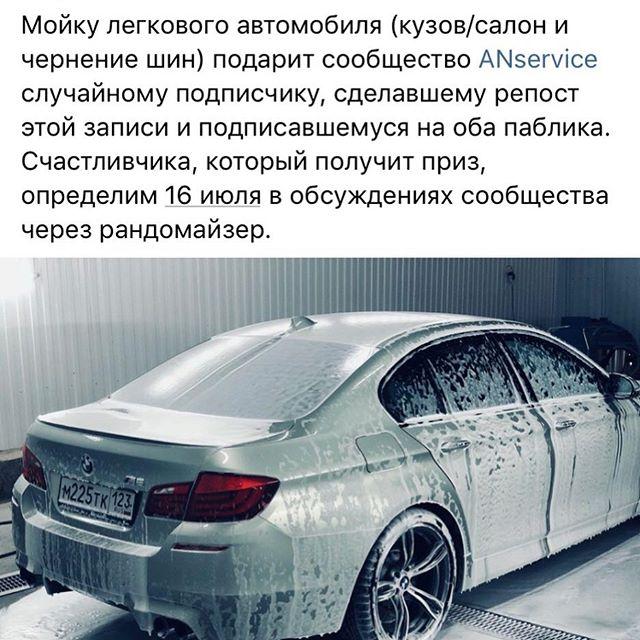 Мойку легкового автомобиля (кузов/салон и
чернение шин) подарит сообщество ANservice
случайному подписчику, сделавшему репост
этой записи и подписавшемуся на оба паблика.
Счастливчика, который получит приз,
определим 16 июля в обсуждениях сообщества
через рандомайзер.
М225ТК 123